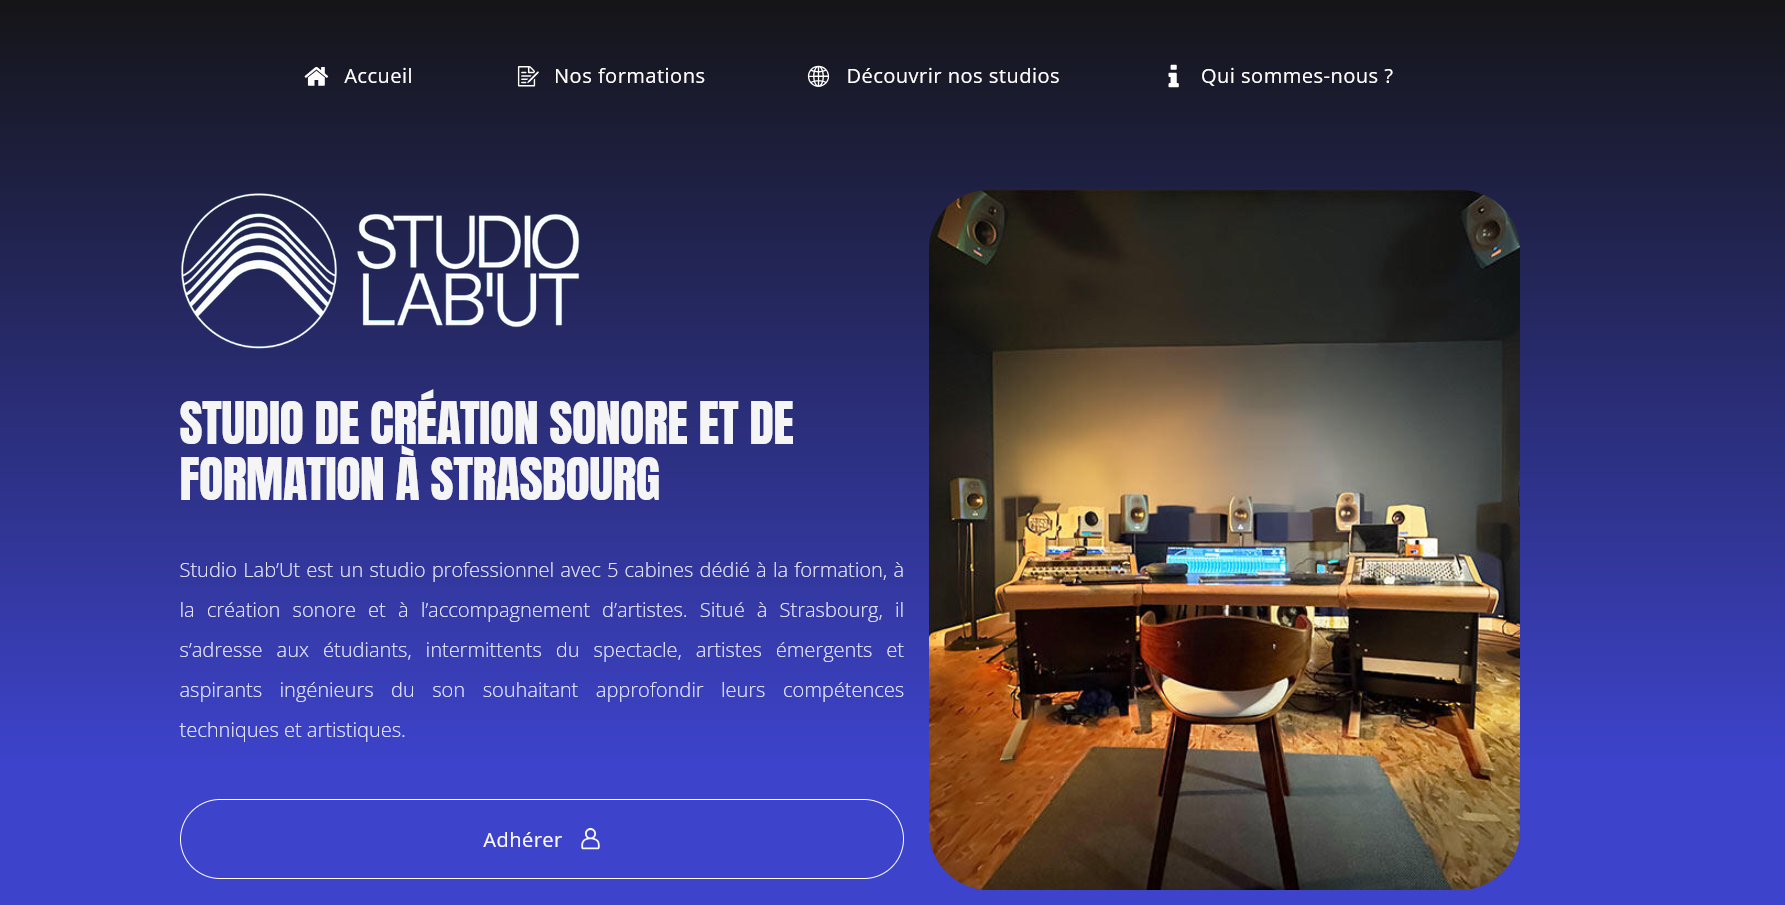 Accueil
Nos formations
Découvrir nos studios
Qui sommes-nous ?
STUDIO
LAB'UT
STUDIO DE CRÉATION SONORE ET DE
FORMATION À STRASBOURG
Studio Lab’Ut est un studio professionnel avec 5 cabines dédié à la formation, à
la création sonore et à l’accompagnement d’artistes. Situé à Strasbourg, il
s’adresse aux étudiants, intermittents du spectacle, artistes émergents et
aspirants ingénieurs du son souhaitant approfondir leurs compétences
techniques et artistiques.
Adhérer